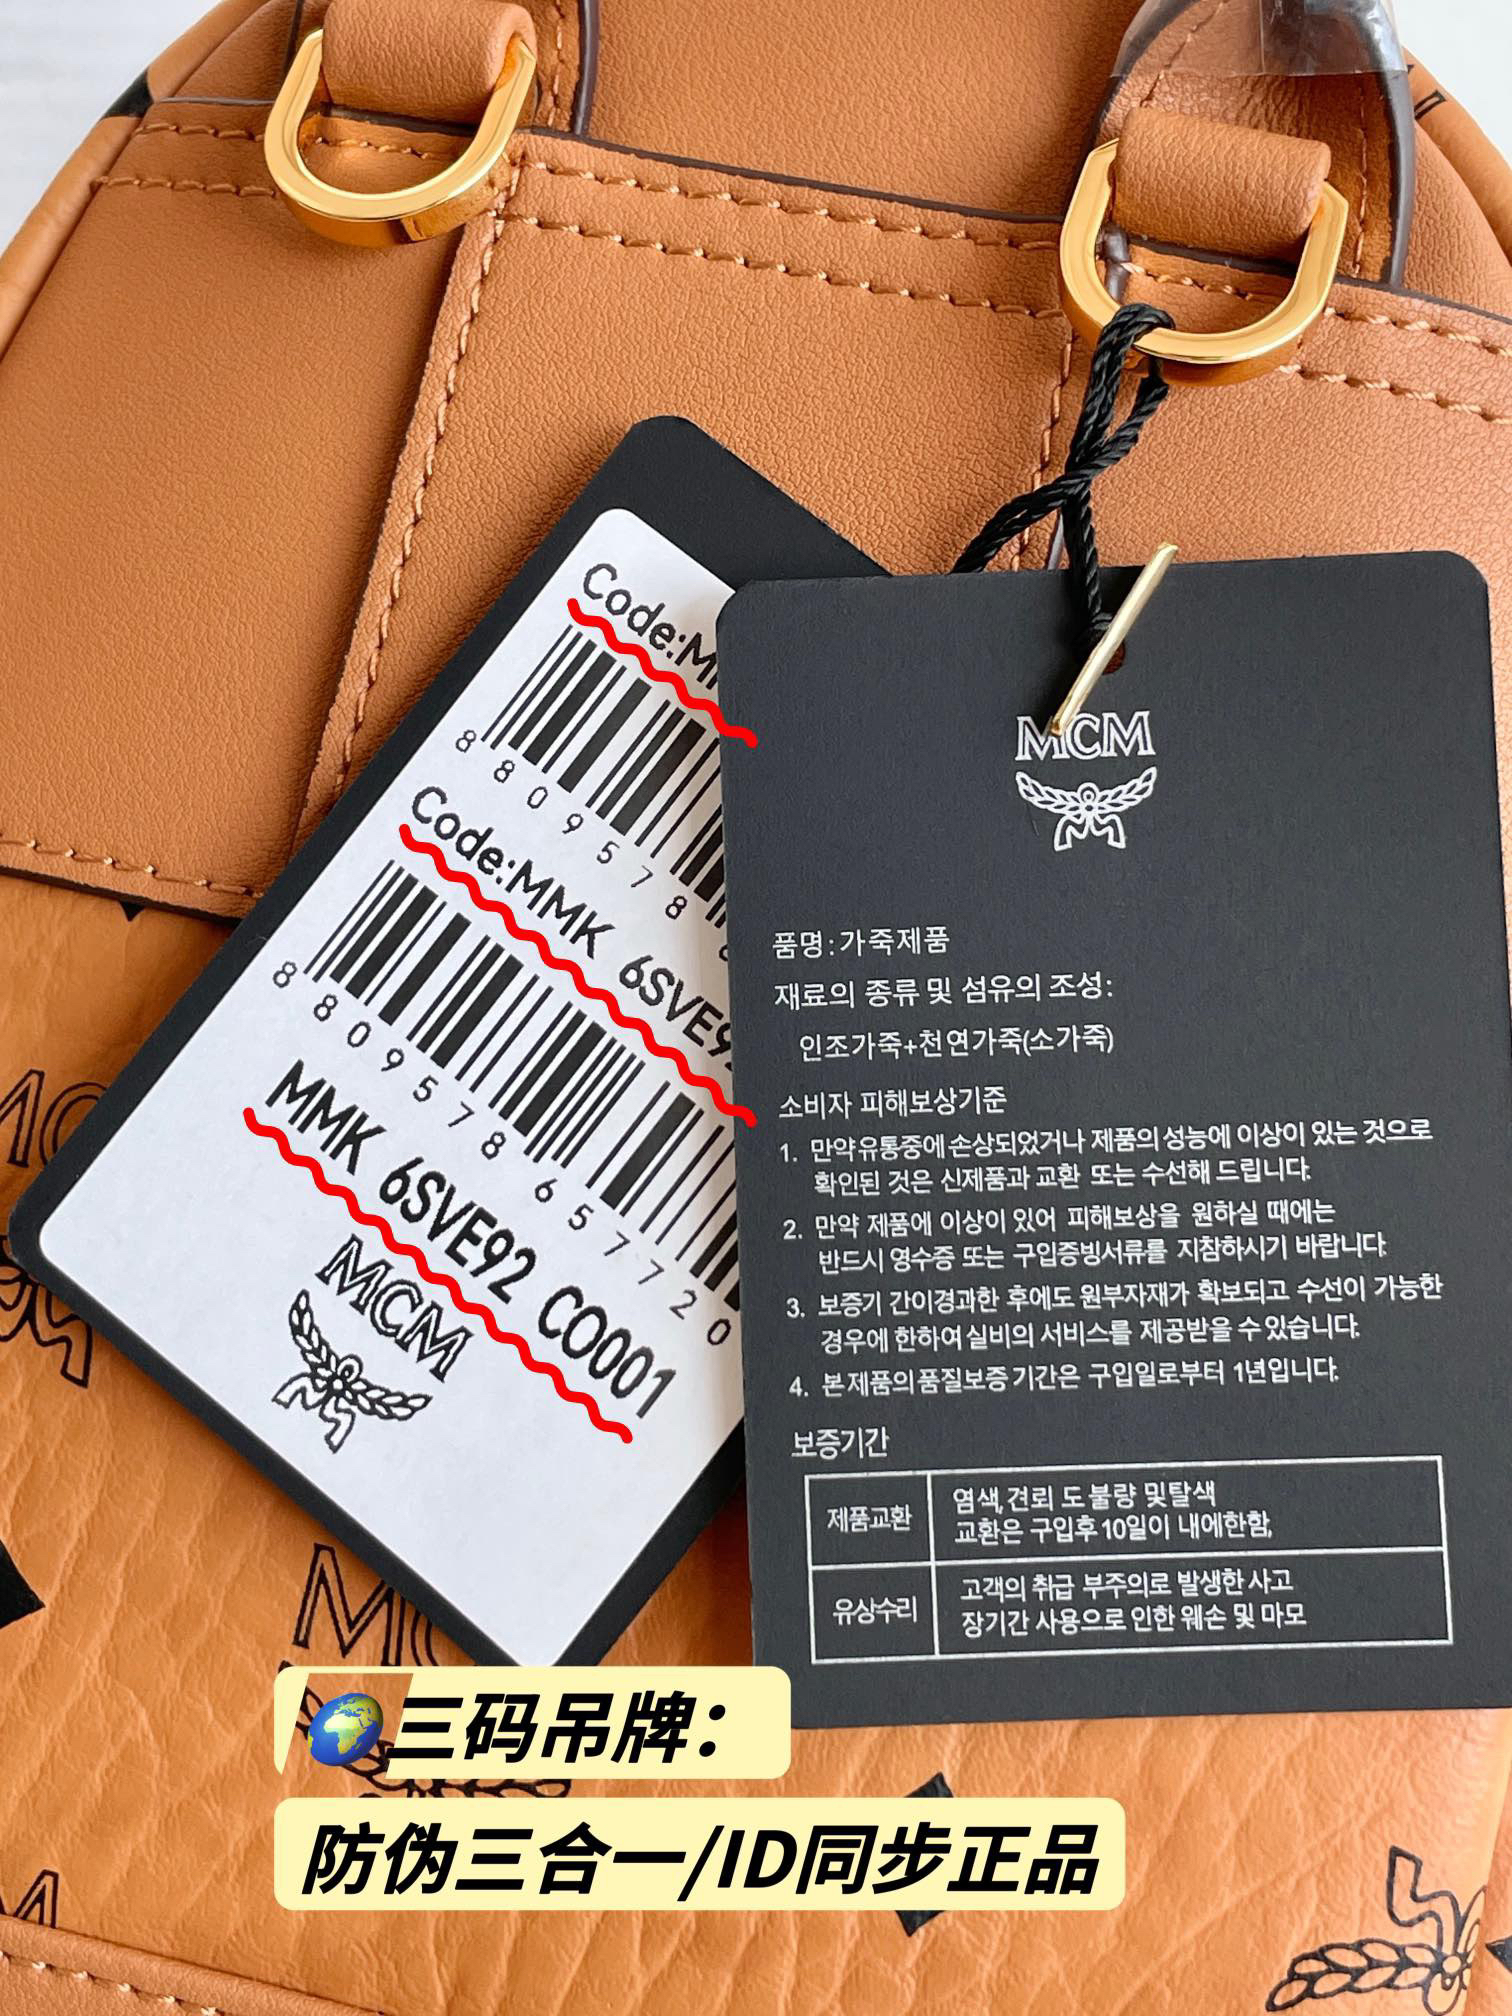 Code:M
8 809578
Code:MMK 6SVE92
8 809578 657720
MMK 6SVE92 CO001
MCM
MCM
품명:가죽제품
재료의 종류 및 섬유의 조성:
인조가죽+천연가죽(소가죽)
소비자 피해보상기준
1. 만약유통중에 손상되었거나 제품의 성능에 이상이 있는 것으로
확인된 것은 신제품과 교환 또는 수선해 드립니다.
2. 만약 제품에 이상이 있어 피해보상을 원하실 때에는
반드시 영수증 또는 구입증빙서류를 지참하시기 바랍니다.
3. 보증기 간이경과한 후에도 원부자재가 확보되고 수선이 가능한
경우에 한하여 실비의 서비스를 제공받을 수 있습니다.
4. 본제품의 품질보증기간은 구입일로부터 1년입니다.
보증기간
제품교환
염색,견뢰 도 불량 및탈색
교환은 구입후 10일이 내에한함,
유상수리
고객의 취급 부주의로 발생한 사고
장기간 사용으로 인한 웨손 및 마모
MC
三码吊牌：
防伪三合一/ID同步正品